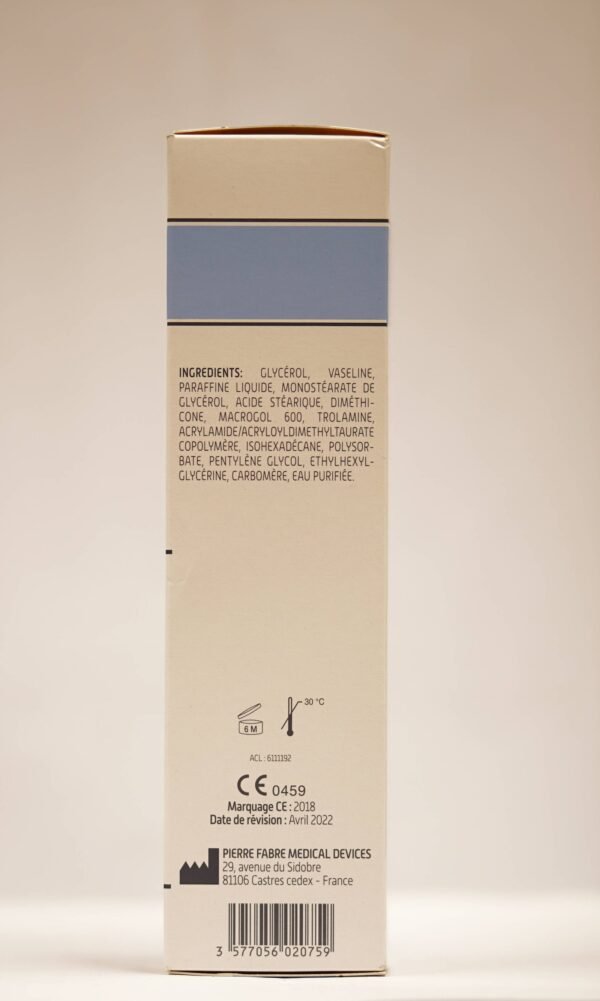 INGREDIENTS: GLYCÉROL, VASELINE,
PARAFFINE LIQUIDE, MONOSTÉARATE DE
GLYCÉROL, ACIDE STÉARIQUE, DIMÉTHI-
CONE, MACROGOL 600, TROLAMINE,
ACRYLAMIDE/ACRYLOYLDIMETHYLTAURATE
COPOLYMÈRE, ISOHEXADÉCANE, POLYSOR-
BATE, PENTYLÈNE GLYCOL, ETHYLHEXYL-
GLYCÉRINE, CARBOMÈRE, EAU PURIFIÉE.
6 M
30 °C
ACL : 6111192
CE 0459
Marquage CE : 2018
Date de révision : Avril 2022
PIERRE FABRE MEDICAL DEVICES
29, avenue du Sidobre
81106 Castres cedex - France
3 577056 020759